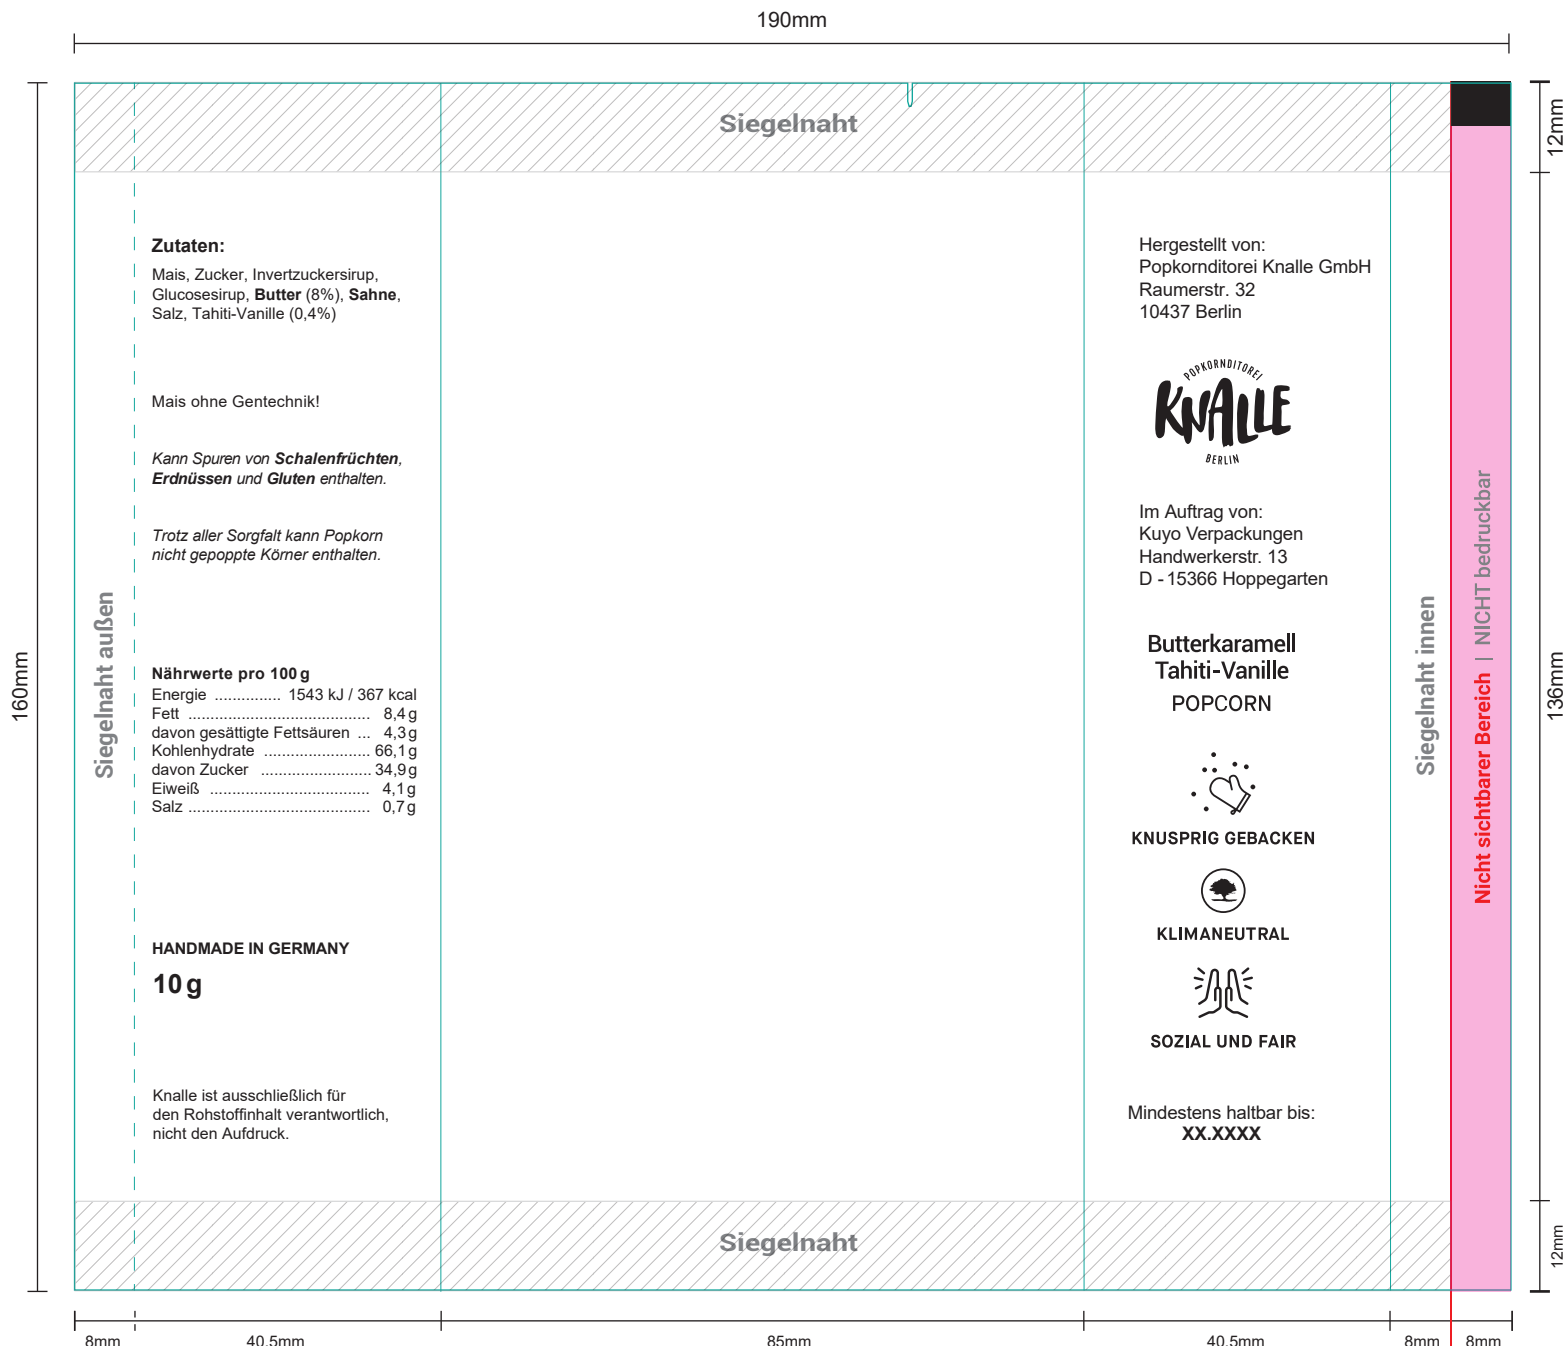 190mm
Siegelnaht
12mm
160mm
136mm
12mm
Siegelnaht außen
Zutaten:
Mais, Zucker, Invertzuckersirup,
Glucosesirup, Butter (8%), Sahne,
Salz, Tahiti-Vanille (0,4%)
Mais ohne Gentechnik!
Kann Spuren von Schalenfrüchten,
Erdnüssen und Gluten enthalten.
Trotz aller Sorgfalt kann Popkorn
nicht gepoppte Körner enthalten.
Nährwerte pro 100 g
Energie ............... 1543 kJ / 367 kcal
Fett ......................................... 8,4 g
davon gesättigte Fettsäuren ... 4,3 g
Kohlenhydrate ........................ 66,1 g
davon Zucker ......................... 34,9 g
Eiweiß .................................... 4,1 g
Salz ......................................... 0,7 g
HANDMADE IN GERMANY
10 g
Knalle ist ausschließlich für
den Rohstoffinhalt verantwortlich,
nicht den Aufdruck.
Hergestellt von:
Popkornditorei Knalle GmbH
Raumerstr. 32
10437 Berlin
POPKORNDITOREI
KNALLE
BERLIN
Im Auftrag von:
Kuyo Verpackungen
Handwerkerstr. 13
D - 15366 Hoppegarten
Butterkaramell
Tahiti-Vanille
POPCORN
KNUSPRIG GEBACKEN
KLIMANEUTRAL
SOZIAL UND FAIR
Mindestens haltbar bis:
XX.XXXX
Siegelnaht innen
Nicht sichtbarer Bereich | NICHT bedruckbar
Siegelnaht
8mm
40,5mm
85mm
40,5mm
8mm
8mm